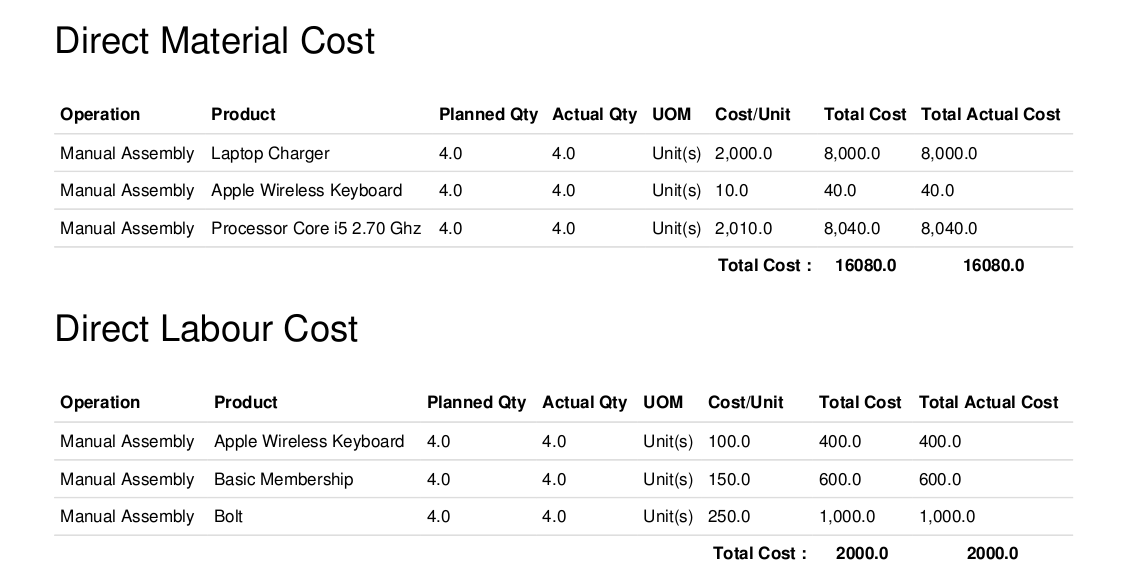 Direct Material Cost
Operation Product Planned Qty Actual Qty UOM Cost/Unit Total Cost Total Actual Cost
Manual Assembly Laptop Charger 4.0 4.0 Unit(s) 2,000.0 8,000.0 8,000.0
Manual Assembly Apple Wireless Keyboard 4.0 4.0 Unit(s) 10.0 40.0 40.0
Manual Assembly Processor Core i5 2.70 Ghz 4.0 4.0 Unit(s) 2,010.0 8,040.0 8,040.0
Total Cost : 16080.0 16080.0
Direct Labour Cost
Operation Product Planned Qty Actual Qty UOM Cost/Unit Total Cost Total Actual Cost
Manual Assembly Apple Wireless Keyboard 4.0 4.0 Unit(s) 100.0 400.0 400.0
Manual Assembly Basic Membership 4.0 4.0 Unit(s) 150.0 600.0 600.0
Manual Assembly Bolt 4.0 4.0 Unit(s) 250.0 1,000.0 1,000.0
Total Cost : 2000.0 2000.0